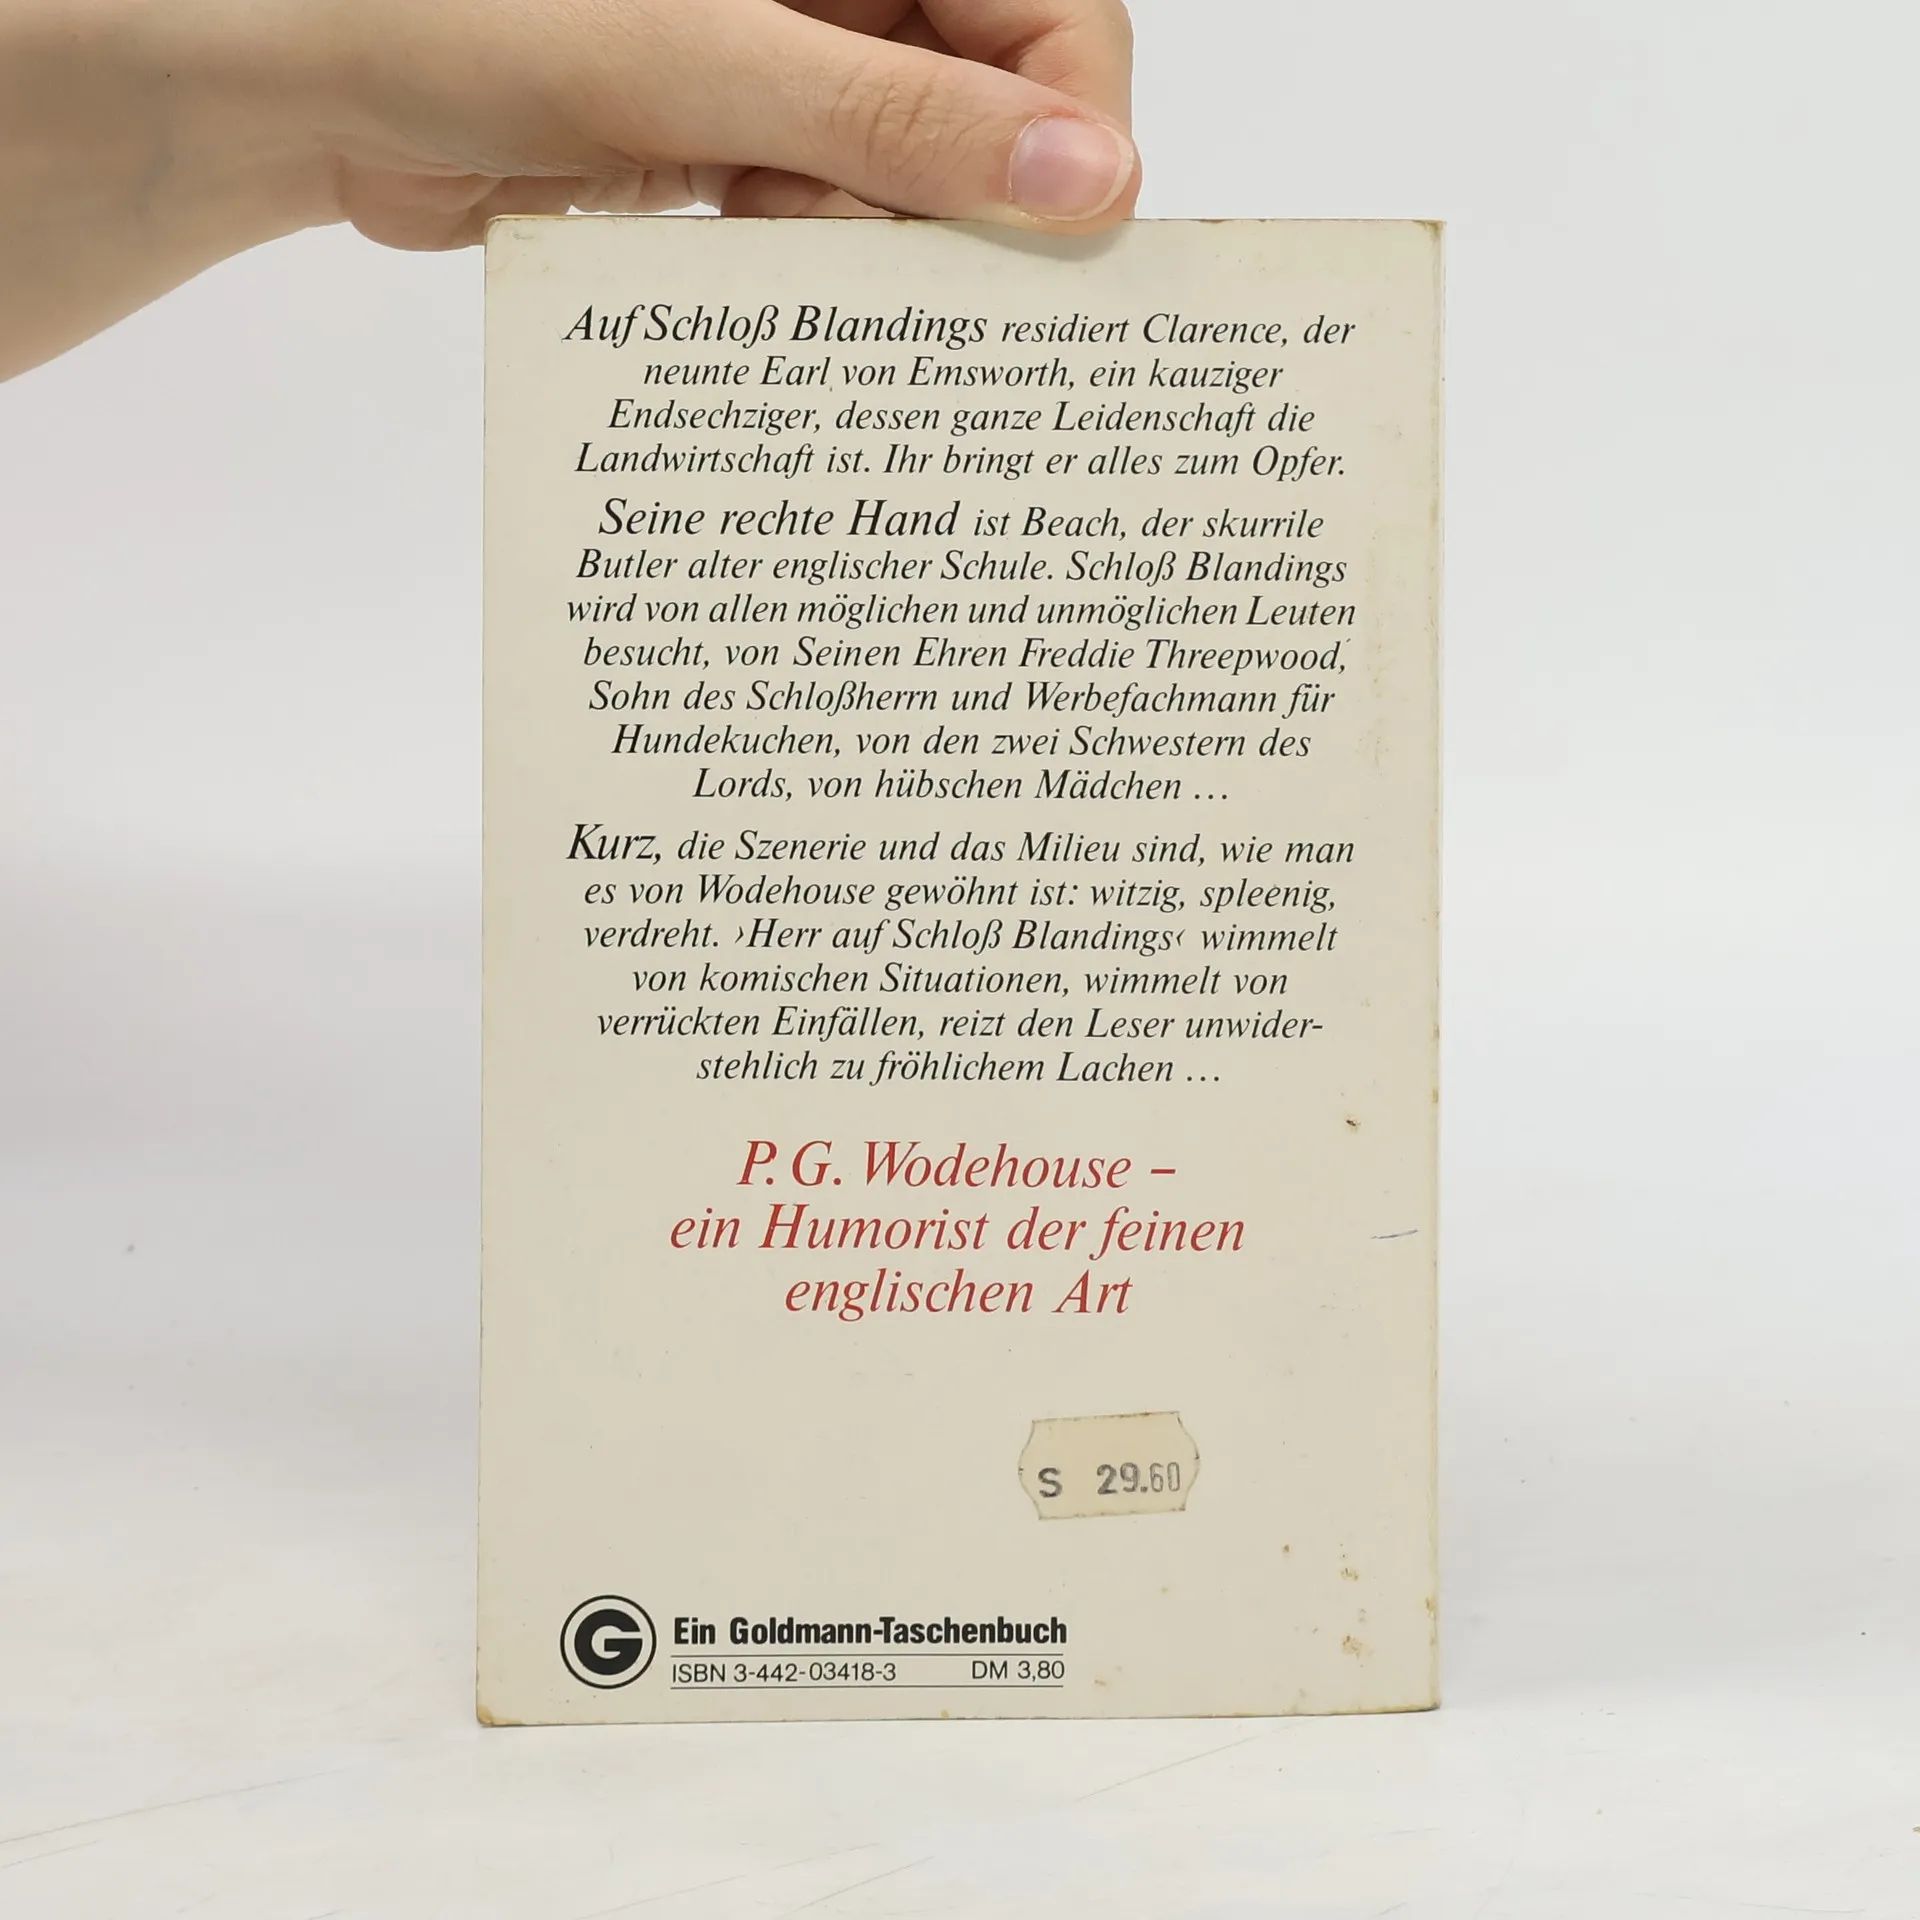 Auf Schloß Blandings residiert Clarence, der
neunte Earl von Emsworth, ein kauziger
Endsechziger, dessen ganze Leidenschaft die
Landwirtschaft ist. Ihr bringt er alles zum Opfer.
Seine rechte Hand ist Beach, der skurrile
Butler alter englischer Schule. Schloß Blandings
wird von allen möglichen und unmöglichen Leuten
besucht, von Seinen Ehren Freddie Threepwood,
Sohn des Schloßherrn und Werbefachmann für
Hundekuchen, von den zwei Schwestern des
Lords, von hübschen Mädchen ...
Kurz, die Szenerie und das Milieu sind, wie man
es von Wodehouse gewöhnt ist: witzig, spleenig,
verdreht. ›Herr auf Schloß Blandings‹ wimmelt
von komischen Situationen, wimmelt von
verrückten Einfällen, reizt den Leser unwider-
stehlich zu fröhlichem Lachen ...
P. G. Wodehouse –
ein Humorist der feinen
englischen Art
S 29.60
G
Ein Goldmann-Taschenbuch
ISBN 3-442-03418-3 DM 3,80